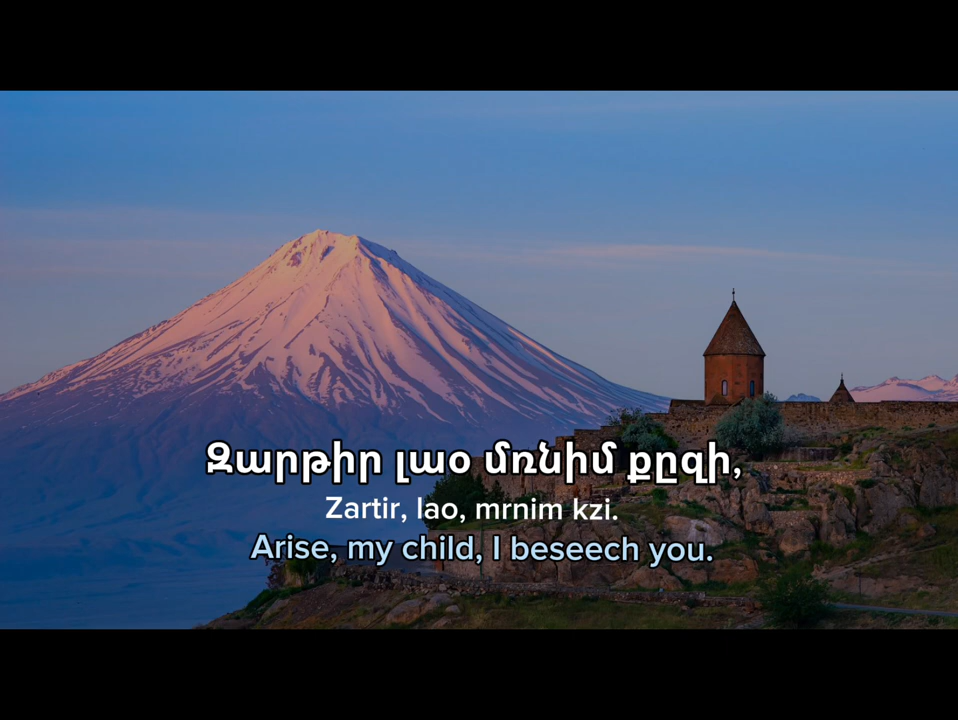 Զարթիր լաօ մռնիմ քըզի,
Zartir, lao, mrnim kzi.
Arise, my child, I beseech you.